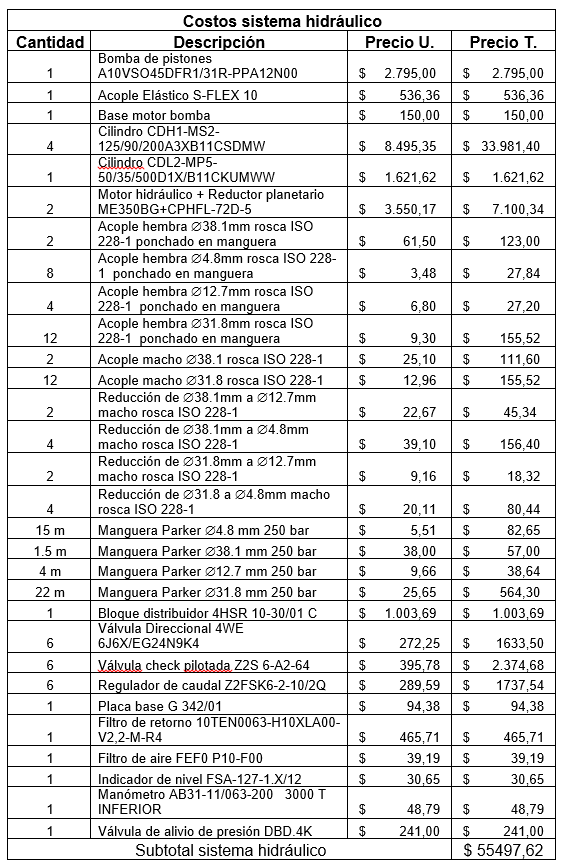 Costos sistema hidráulico
Cantidad Descripción Precio U. Precio T.
Bomba de pistones
1 A10VSO45DFR1/31R-PPA12N00 $ 2.795,00 $ 2.795,00
1 Acople Elástico S-FLEX 10 $ 536,36 $ 536,36
1 Base motor bomba $ 150,00 $ 150,00
Cilindro CDH1-MS2-
4 125/90/200A3XB11CSDMW $ 8.495,35 $ 33.981,40
Cilindro CDL2-MP5-
1 50/35/500D1X/B11CKUMWW $ 1.621,62 $ 1.621,62
Motor hidráulico + Reductor planetario
2 ME350BG+CPHFL-72D-5 $ 3.550,17 $ 7.100,34
Acople hembra ∅38.1mm rosca ISO
2 228-1 ponchado en manguera $ 61,50 $ 123,00
Acople hembra ∅4.8mm rosca ISO 228-
8 1 ponchado en manguera $ 3,48 $ 27,84
Acople hembra ∅12.7mm rosca ISO
4 228-1 ponchado en manguera $ 6,80 $ 27,20
Acople hembra ∅31.8mm rosca ISO
12 228-1 ponchado en manguera $ 9,30 $ 155,52
2 Acople macho ∅38.1 rosca ISO 228-1 $ 25,10 $ 111,60
12 Acople macho ∅31.8 rosca ISO 228-1 $ 12,96 $ 155,52
Reducción de ∅38.1mm a ∅12.7mm
2 macho rosca ISO 228-1 $ 22,67 $ 45,34
Reducción de ∅38.1mm a ∅4.8mm
4 macho rosca ISO 228-1 $ 39,10 $ 156,40
Reducción de ∅31.8mm a ∅12.7mm
2 macho rosca ISO 228-1 $ 9,16 $ 18,32
Reducción de ∅31.8 a ∅4.8mm macho
4 rosca ISO 228-1 $ 20,11 $ 80,44
15 m Manguera Parker ∅4.8 mm 250 bar $ 5,51 $ 82,65
1.5 m Manguera Parker ∅38.1 mm 250 bar $ 38,00 $ 57,00
4 m Manguera Parker ∅12.7 mm 250 bar $ 9,66 $ 38,64
22 m Manguera Parker ∅31.8 mm 250 bar $ 25,65 $ 564,30
1 Bloque distribuidor 4HSR 10-30/01 C $ 1.003,69 $ 1.003,69
Válvula Direccional 4WE
6 6J6X/EG24N9K4 $ 272,25 $ 1633,50
6 Válvula check pilotada Z2S 6-A2-64 $ 395,78 $ 2.374,68
6 Regulador de caudal Z2FSK6-2-10/2Q $ 289,59 $ 1737,54
1 Placa base G 342/01 $ 94,38 $ 94,38
Filtro de retorno 10TEN0063-H10XLA00-
1 V2,2-M-R4 $ 465,71 $ 465,71
1 Filtro de aire FEF0 P10-F00 $ 39,19 $ 39,19
1 Indicador de nivel FSA-127-1.X/12 $ 30,65 $ 30,65
Manómetro AB31-11/063-200 3000 T
1 INFERIOR $ 48,79 $ 48,79
1 Válvula de alivio de presión DBD.4K $ 241,00 $ 241,00
Subtotal sistema hidráulico $ 55497,62